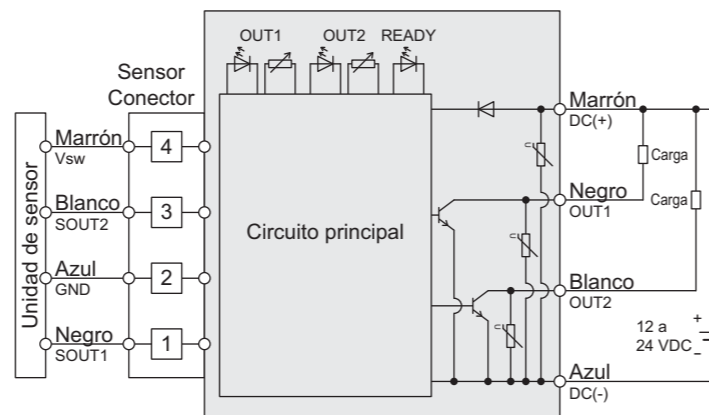 OUT1
OUT2
READY
Sensor
Conector
Unidad de sensor
Marrón
Vsw
4
Blanco
SOUT2
3
Azul
GND
2
Negro
SOUT1
1
Circuito principal
Marrón
DC(+)
Carga
Negro
OUT1
Carga
Blanco
OUT2
12 a
24 VDC
+
−
Azul
DC(-)